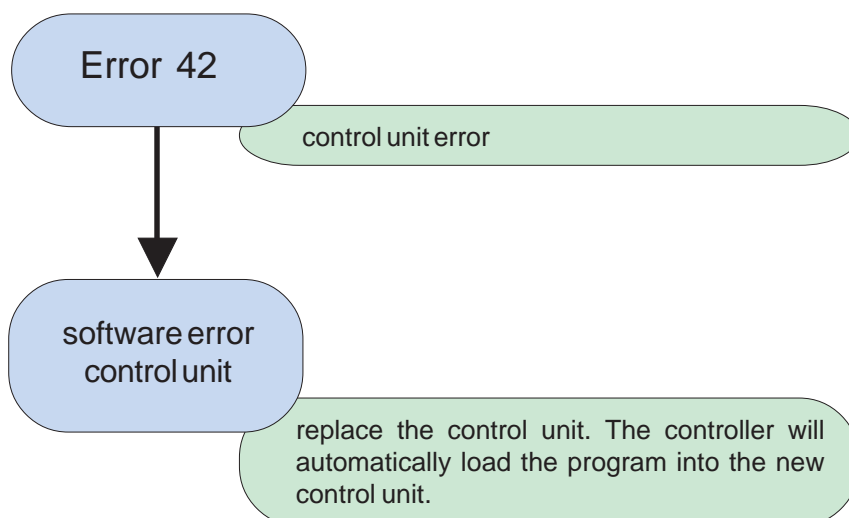 Error 42
control unit error
software error
control unit
replace the control unit. The controller will
automatically load the program into the new
control unit.